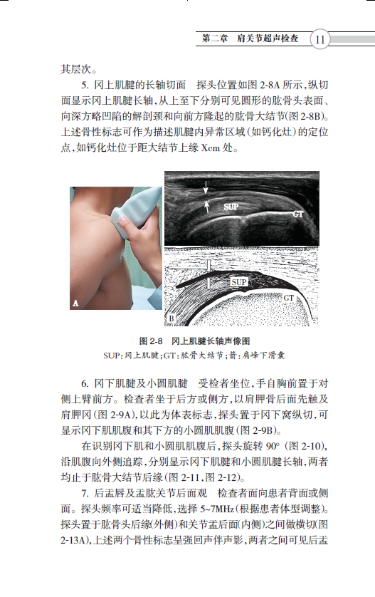 第二章 肩关节超声检查 11
其层次。
5. 冈上肌腱的长轴切面 探头位置如图 2-8A 所示,纵切
面显示冈上肌腱长轴,从上至下分别可见圆形的肱骨头表面、
向深方略凹陷的解剖颈和向前方隆起的肱骨大结节(图 2-8B)。
上述骨性标志可作为描述肌腱内异常区域(如钙化灶)的定位
点,如钙化灶位于距大结节上缘 Xcm 处。
SUP
GT
SUP
GT
A
B
图 2-8 冈上肌腱长轴声像图
SUP:冈上肌腱;GT:肱骨大结节;箭:肩峰下滑囊
6. 冈下肌腱及小圆肌腱 受检者坐位,手自胸前置于对
侧上臂前方。检查者坐于后方或侧方,以肩胛骨后面先触及
肩胛冈(图 2-9A),以此为体表标志,探头置于冈下窝纵切,可
显示冈下肌肌腹和其下方的小圆肌肌腹(图 2-9B)。
在识别冈下肌和小圆肌肌腹后,探头旋转 90° (图 2-10),
沿肌腹向外侧追踪,分别显示冈下肌腱和小圆肌腱长轴,两者
均止于肱骨大结节后缘(图 2-11,图 2-12)。
7. 后盂唇及盂肱关节后面观 检查者面向患者背面或侧
面。探头频率可适当降低,选择 5~7MHz(根据患者体型调整)。
探头置于肱骨头后缘(外侧)和关节盂后面(内侧)之间做横切(图
2-13A),上述两个骨性标志呈强回声伴声影,两者之间可见后盂